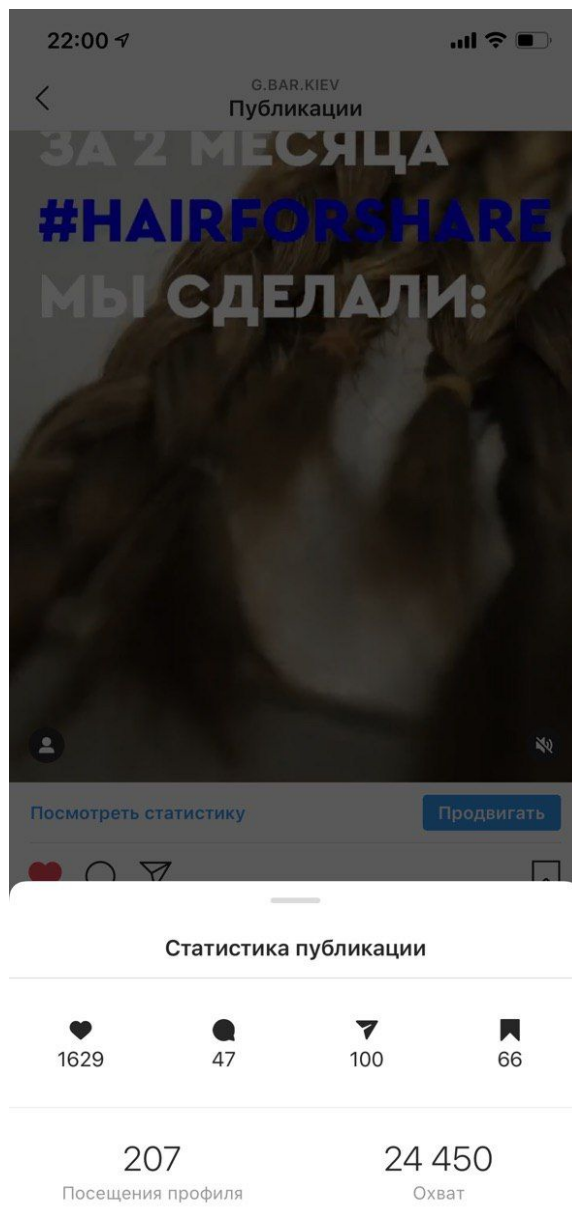 22:00
G.BAR.KIEV
Публикации
ЗА 2 МЕСЯЦА
#HAIRFORSHARE
МЫ СДЕЛАЛИ:
Посмотреть статистику
Продвигать
Статистика публикации
1629 47 100 66
207 24 450
Посещения профиля Охват